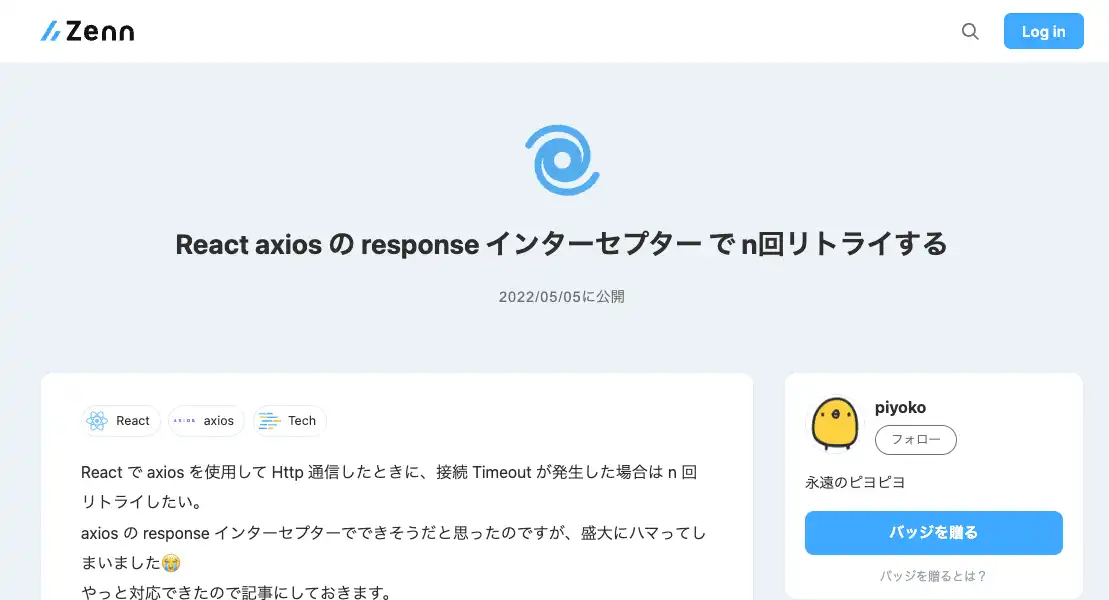 Zenn
Log in
React axios の response インターセプター で n回リトライする
2022/05/05に公開
React
AXIOS
axios
Tech
React で axios を使用して Http 通信したときに、接続 Timeout が発生した場合は n 回
リトライしたい。
axios の response インターセプターでできそうだと思ったのですが、盛大にハマってし
まいました😭
やっと対応できたので記事にしておきます。
piyoko
フォロー
永遠のピヨピヨ
バッジを贈る
バッジを贈るとは？